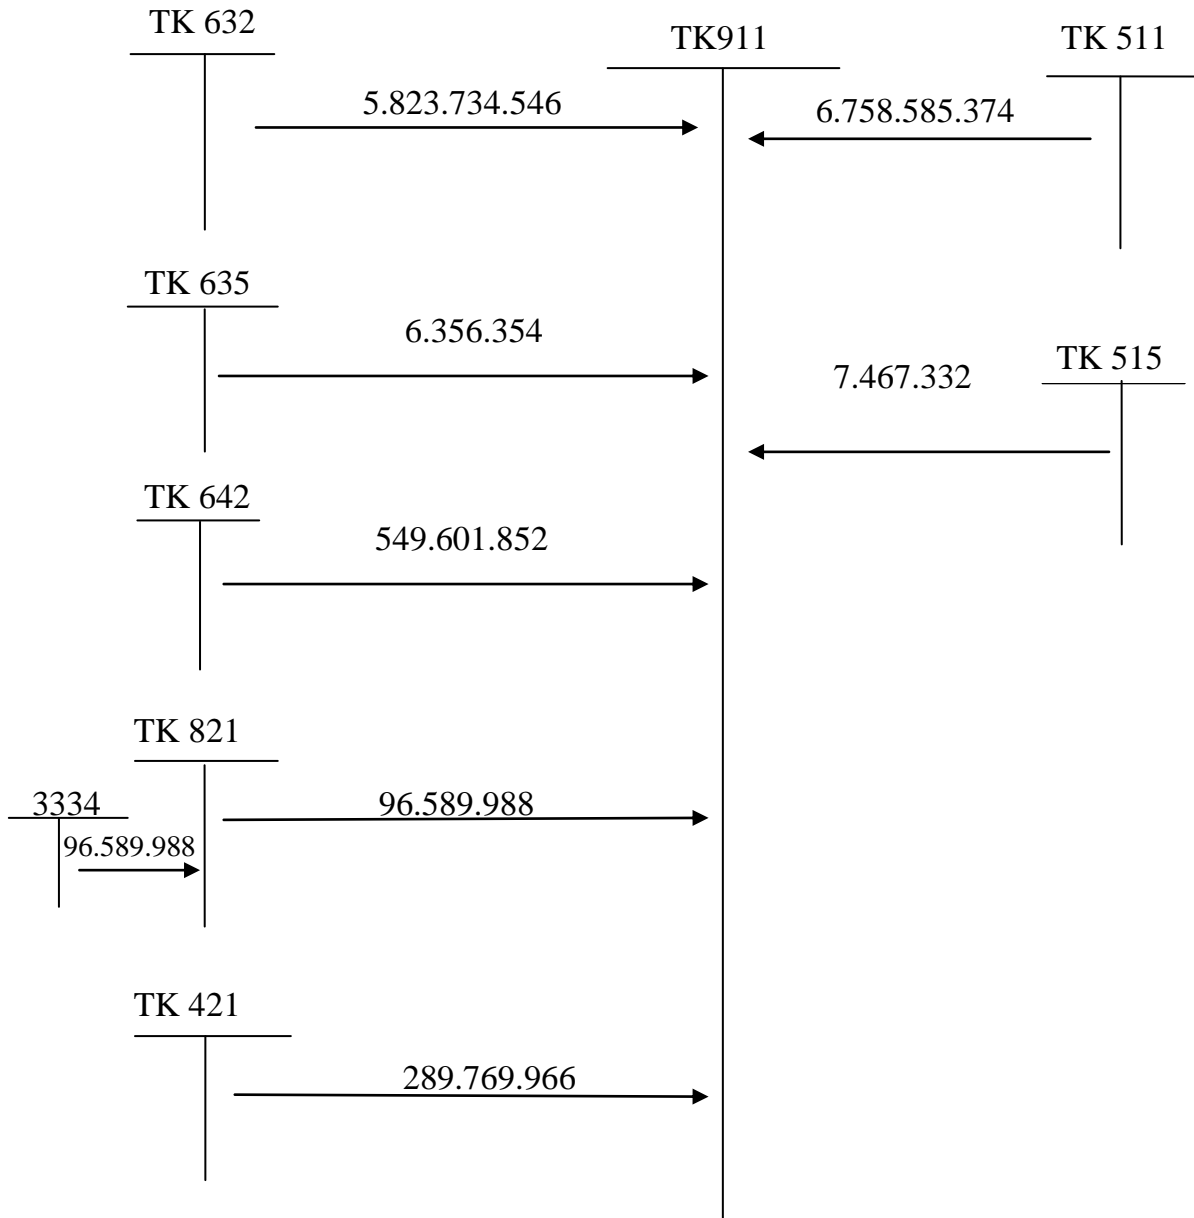 TK 632
TK911
TK 511
5.823.734.546
6.758.585.374
TK 635
6.356.354
7.467.332
TK 515
TK 642
549.601.852
TK 821
3334
96.589.988
96.589.988
TK 421
289.769.966